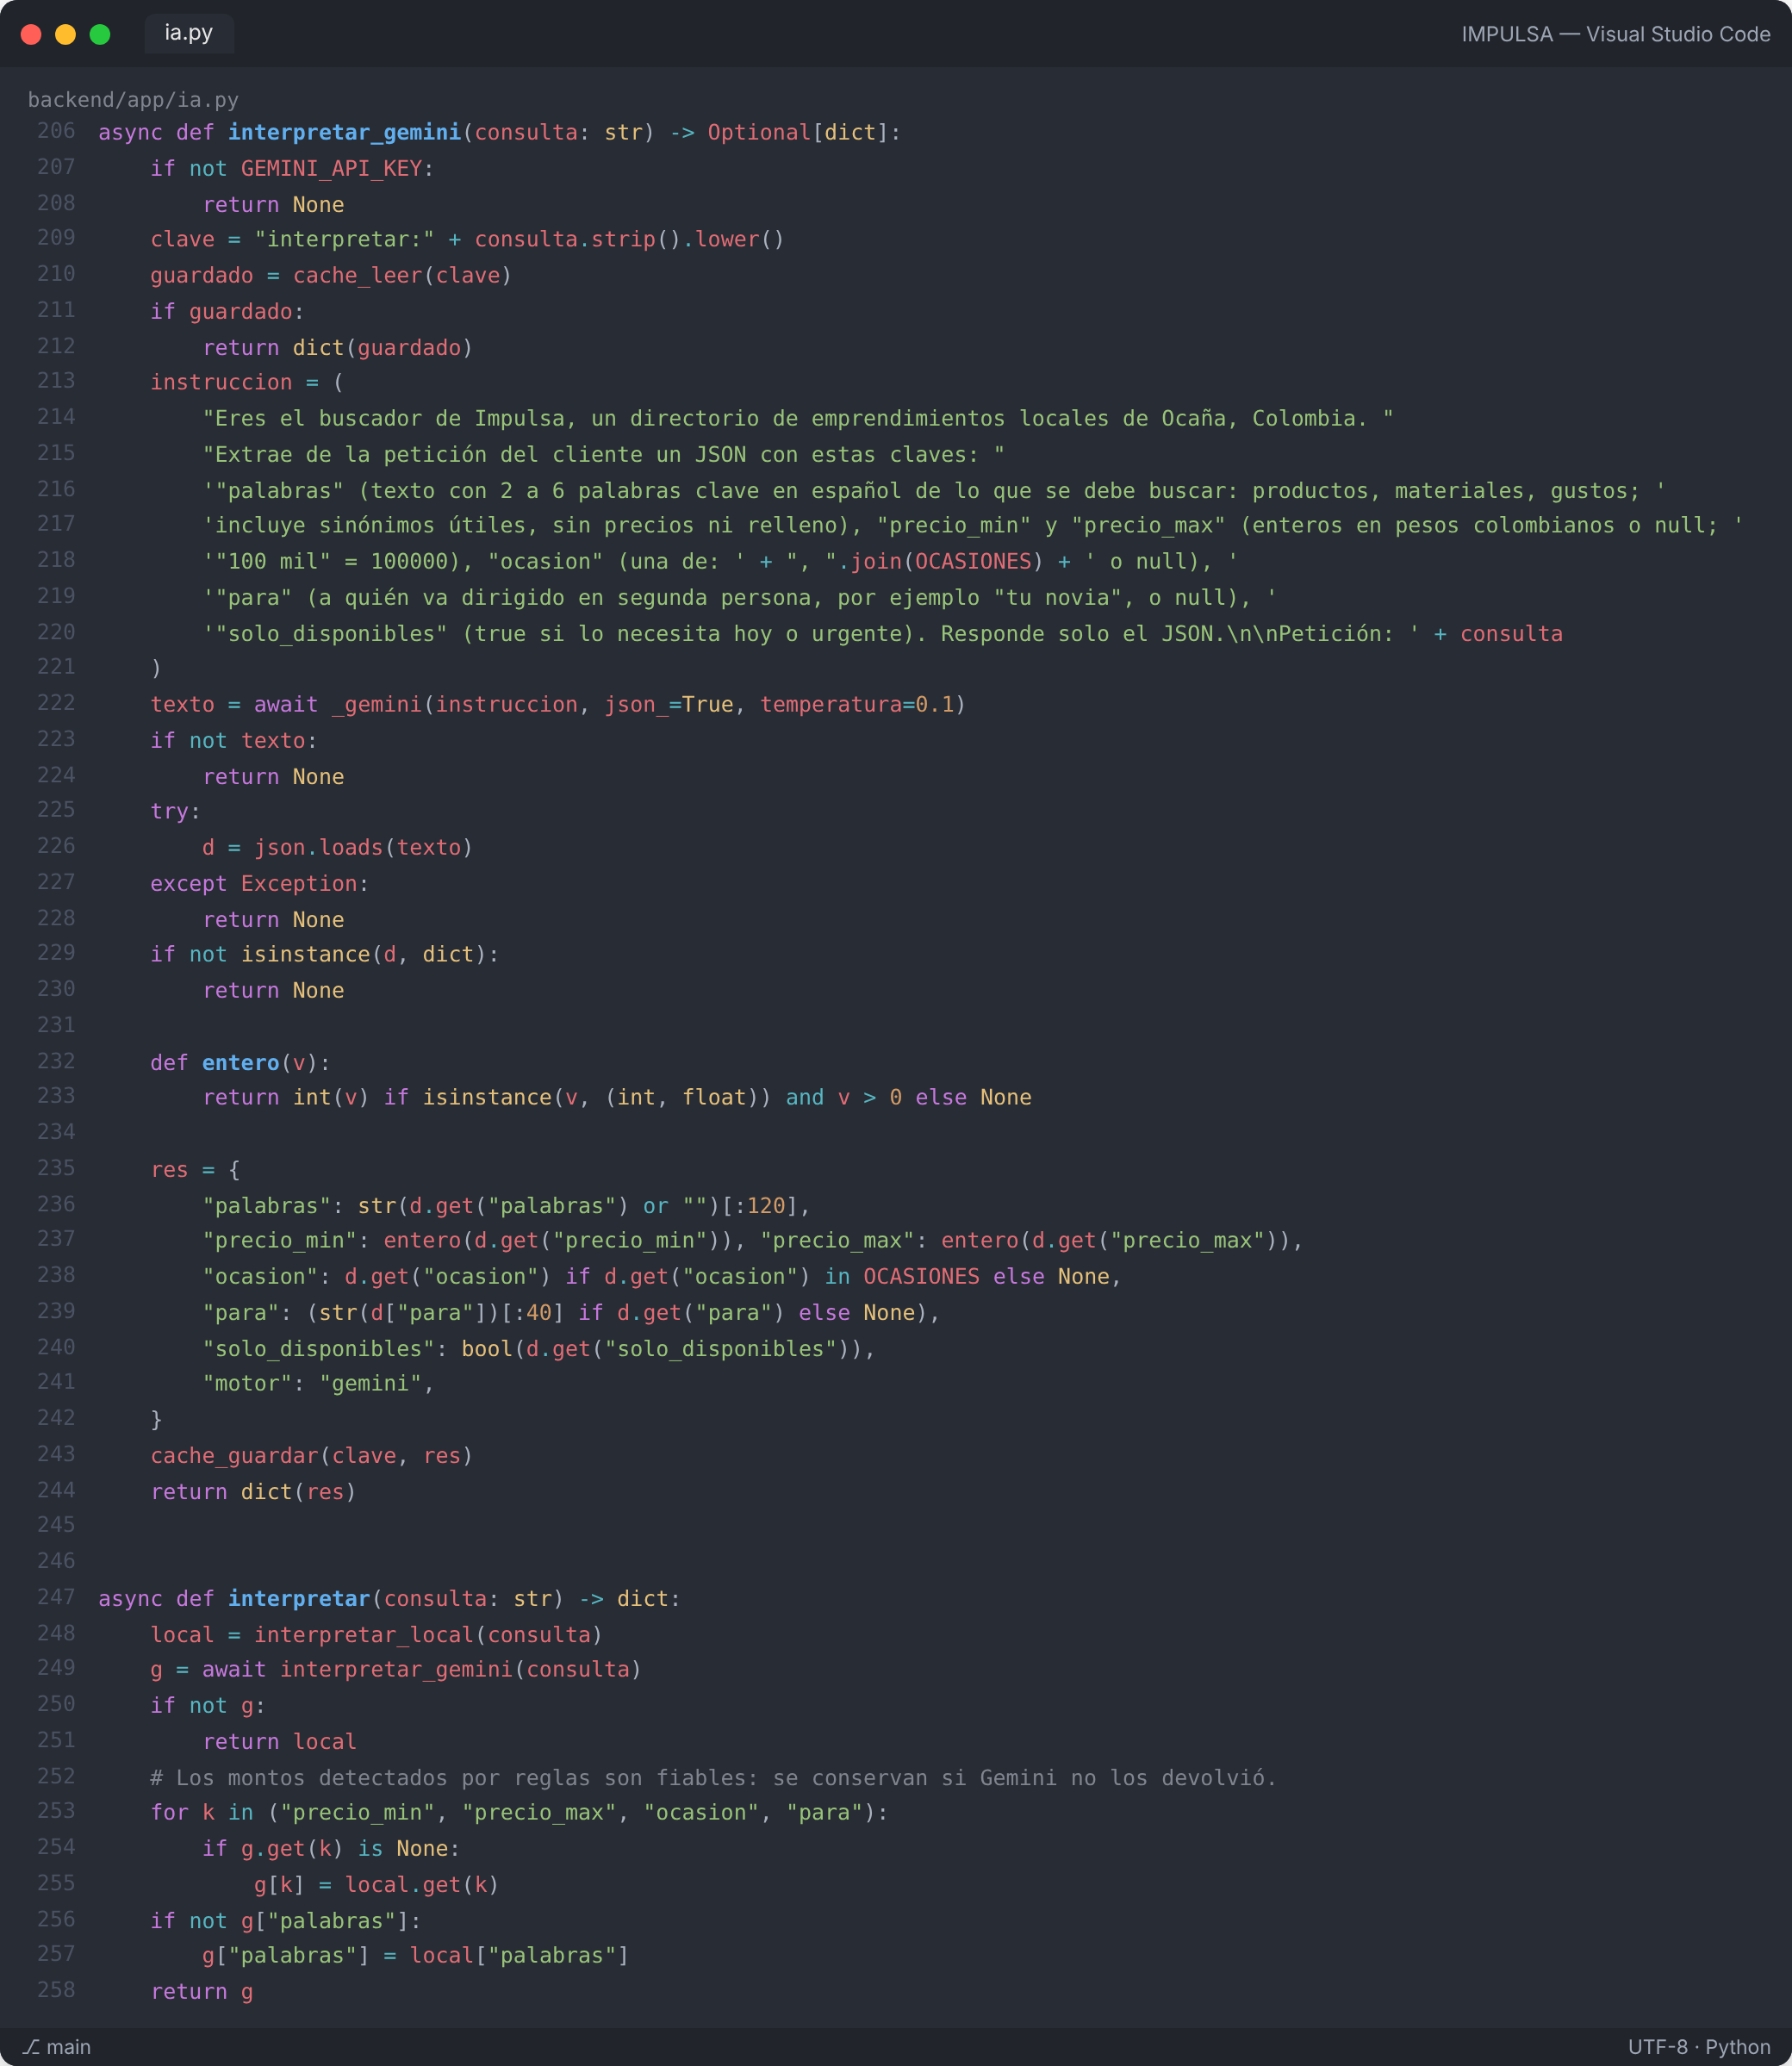 ia.py
IMPULSA — Visual Studio Code
backend/app/ia.py
206 async def interpretar_gemini(consulta: str) -> Optional[dict]:
207     if not GEMINI_API_KEY:
208         return None
209     clave = "interpretar:" + consulta.strip().lower()
210     guardado = cache_leer(clave)
211     if guardado:
212         return dict(guardado)
213     instruccion = (
214         "Eres el buscador de Impulsa, un directorio de emprendimientos locales de Ocaña, Colombia. "
215         "Extrae de la petición del cliente un JSON con estas claves: "
216         '"palabras" (texto con 2 a 6 palabras clave en español de lo que se debe buscar: productos, materiales, gustos; '
217         'incluye sinónimos útiles, sin precios ni relleno), "precio_min" y "precio_max" (enteros en pesos colombianos o null; '
218         '"100 mil" = 100000), "ocasion" (una de: ' + ", ".join(OCASIONES) + ' o null), '
219         '"para" (a quién va dirigido en segunda persona, por ejemplo "tu novia", o null), '
220         '"solo_disponibles" (true si lo necesita hoy o urgente). Responde solo el JSON.\n\nPetición: ' + consulta
221     )
222     texto = await _gemini(instruccion, json_=True, temperatura=0.1)
223     if not texto:
224         return None
225     try:
226         d = json.loads(texto)
227     except Exception:
228         return None
229     if not isinstance(d, dict):
230         return None
231
232     def entero(v):
233         return int(v) if isinstance(v, (int, float)) and v > 0 else None
234
235     res = {
236         "palabras": str(d.get("palabras") or "")[:120],
237         "precio_min": entero(d.get("precio_min")), "precio_max": entero(d.get("precio_max")),
238         "ocasion": d.get("ocasion") if d.get("ocasion") in OCASIONES else None,
239         "para": (str(d["para"])[:40] if d.get("para") else None),
240         "solo_disponibles": bool(d.get("solo_disponibles")),
241         "motor": "gemini",
242     }
243     cache_guardar(clave, res)
244     return dict(res)
245
246
247 async def interpretar(consulta: str) -> dict:
248     local = interpretar_local(consulta)
249     g = await interpretar_gemini(consulta)
250     if not g:
251         return local
252     # Los montos detectados por reglas son fiables: se conservan si Gemini no los devolvió.
253     for k in ("precio_min", "precio_max", "ocasion", "para"):
254         if g.get(k) is None:
255             g[k] = local.get(k)
256     if not g["palabras"]:
257         g["palabras"] = local["palabras"]
258     return g
⎇ main
UTF-8 · Python